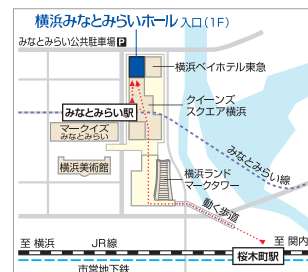 横浜みなとみらいホール 入口(1F)
みなとみらい公共駐車場 P
横浜ベイホテル東急
みなとみらい駅
クイーンズ
スクエア横浜
マークイズ
みなとみらい
みなとみらい線
横浜美術館
横浜ランド
マークタワー
動く歩道
至 横浜
JR線
至 関内
桜木町駅
市営地下鉄